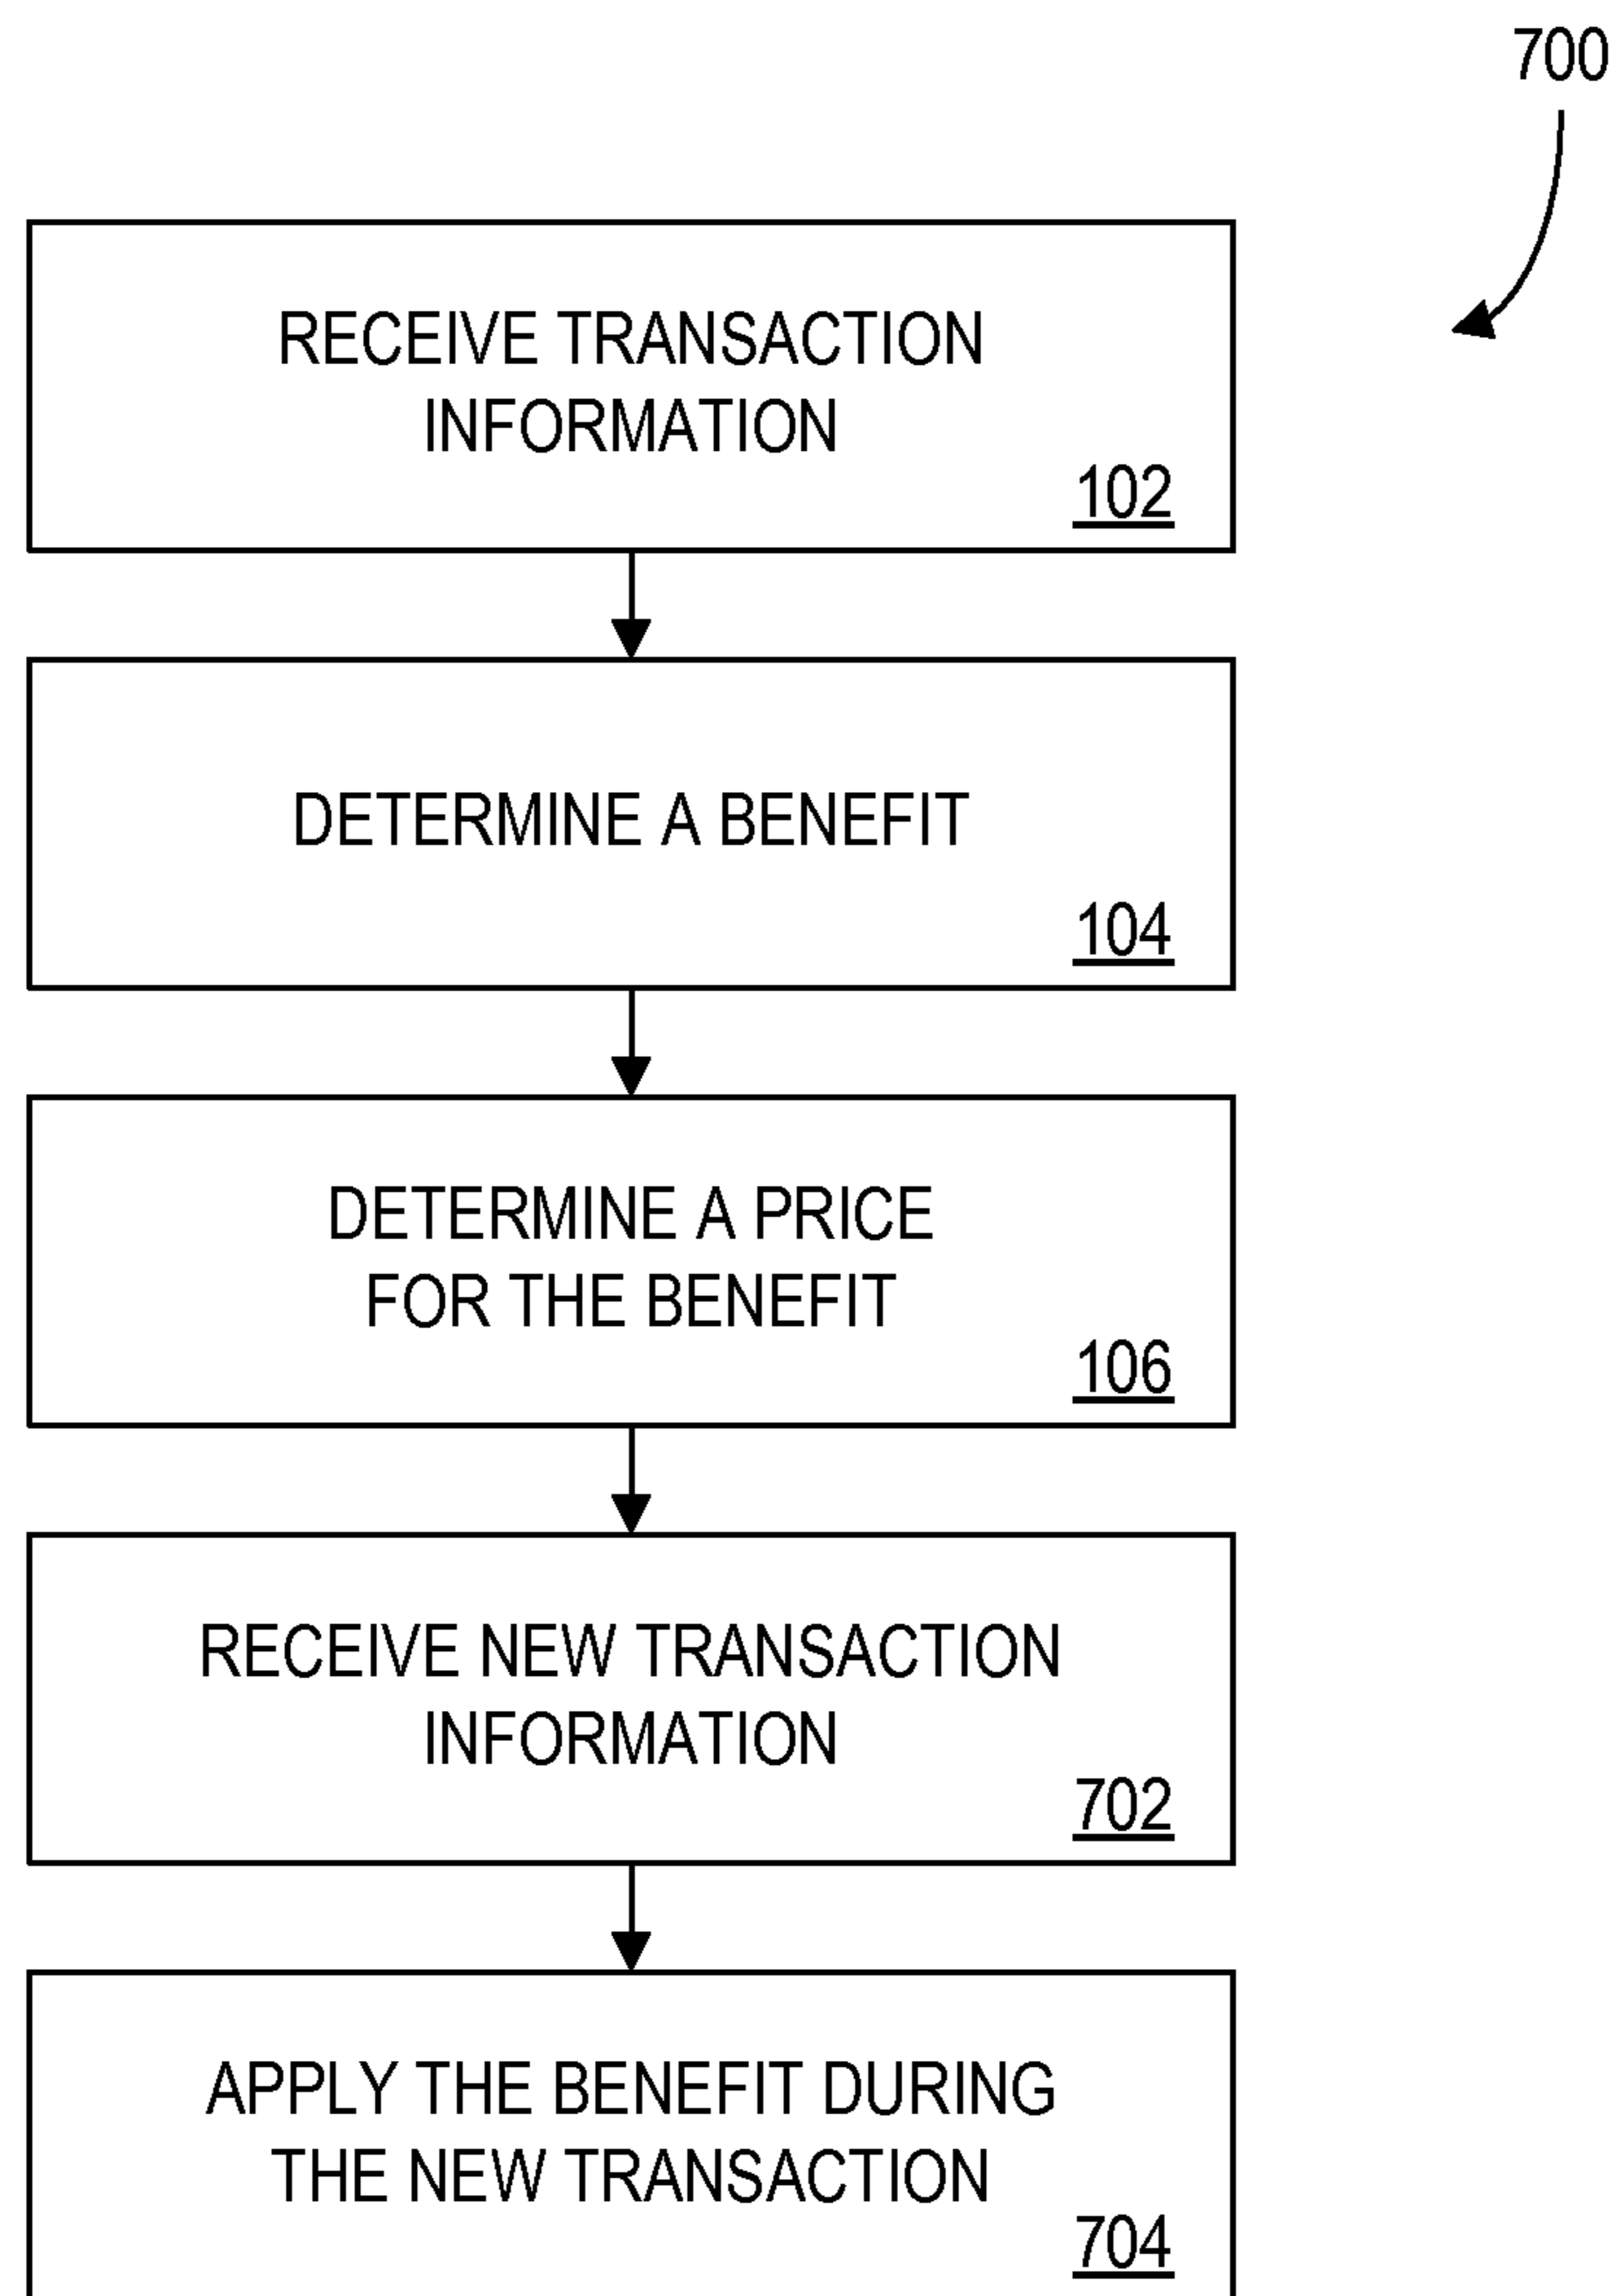 700
RECEIVE TRANSACTION
INFORMATION
102
DETERMINE A BENEFIT
104
DETERMINE A PRICE
FOR THE BENEFIT
106
RECEIVE NEW TRANSACTION
INFORMATION
702
APPLY THE BENEFIT DURING
THE NEW TRANSACTION
704